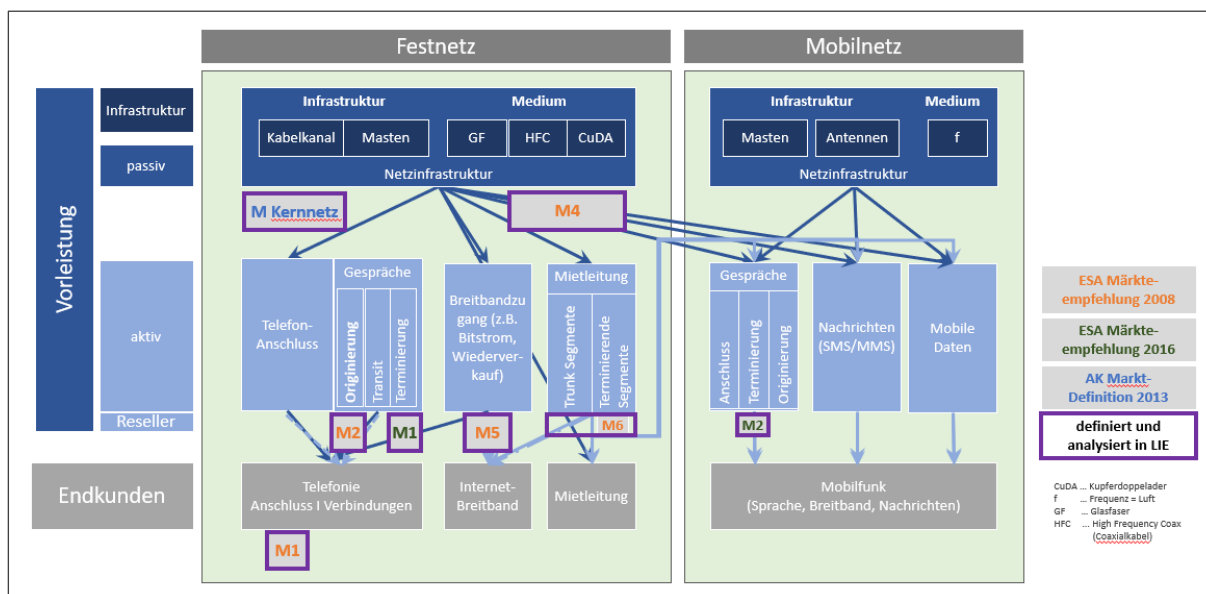 Festnetz
Mobilnetz
Vorleistung
Infrastruktur
passiv
aktiv
Reseller
Endkunden
Infrastruktur
Medium
Kabelkanal
Masten
GF
HFC
CuDA
Netzinfrastruktur
Infrastruktur
Medium
Masten
Antennen
f
Netzinfrastruktur
M Kernnetz
M4
Telefon-
Anschluss
Gespräche
Originierung
Transit
Terminierung
Breitbandzu
gang (z.B.
Bitstrom,
Wiederver-
kauf)
Mietleitung
Trunk Segmente
Terminierende
Segmente
Gespräche
Anschluss
Terminierung
Originierung
Nachrichten
(SMS/MMS)
Mobile
Daten
M2
M1
M5
M6
M2
Telefonie
Anschluss I Verbindungen
Internet-
Breitband
Mietleitung
Mobilfunk
(Sprache, Breitband, Nachrichten)
M1
ESA Märkte-
empfehlung 2008
ESA Märkte-
empfehlung 2016
AK Markt-
Definition 2013
definiert und
analysiert in LIE
CuDA ... Kupferdoppelader
f ... Frequenz = Luft
GF ... Glasfaser
HFC ... High Frequency Coax
(Coaxialkabel)